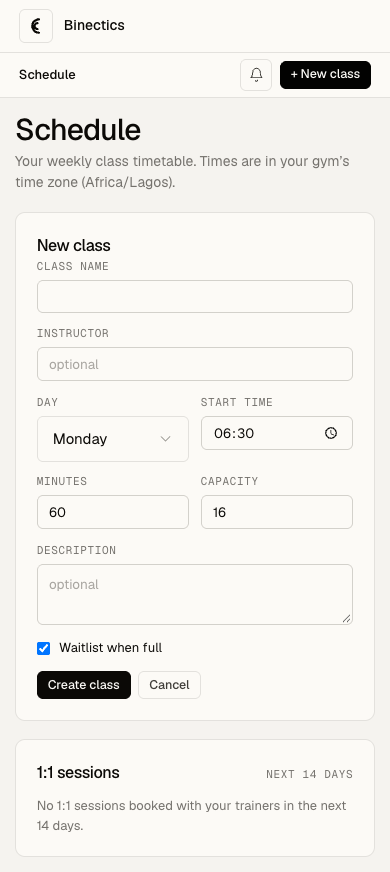 Binectics
Schedule
+ New class
Schedule
Your weekly class timetable. Times are in your gym's
time zone (Africa/Lagos).
New class
CLASS NAME
INSTRUCTOR
optional
DAY
START TIME
Monday
06:30
MINUTES
CAPACITY
60
16
DESCRIPTION
optional
Waitlist when full
Create class
Cancel
1:1 sessions
NEXT 14 DAYS
No 1:1 sessions booked with your trainers in the next
14 days.